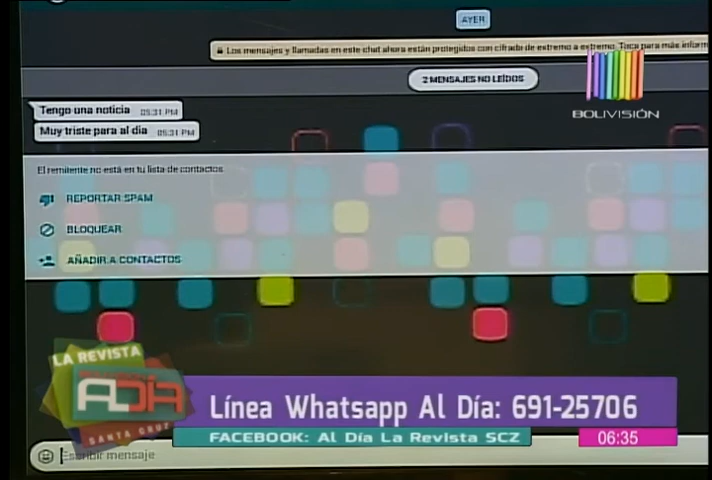 AYER
Los mensajes y llamadas en este chat ahora están protegidos con cifrado de extremo a extremo. Toca para más inform
2 MENSAJES NO LEÍDOS
BOLIVISIÓN
Tengo una noticia 05:31 PM
Muy triste para al día 05:31 PM
El remitente no está en tu lista de contactos
REPORTAR SPAM
BLOQUEAR
AÑADIR A CONTACTOS
LA REVISTA
AL DÍA
SANTA CRUZ
Línea Whatsapp Al Día: 691-25706
FACEBOOK: Al Día La Revista SCZ
06:35
Escribir mensaje